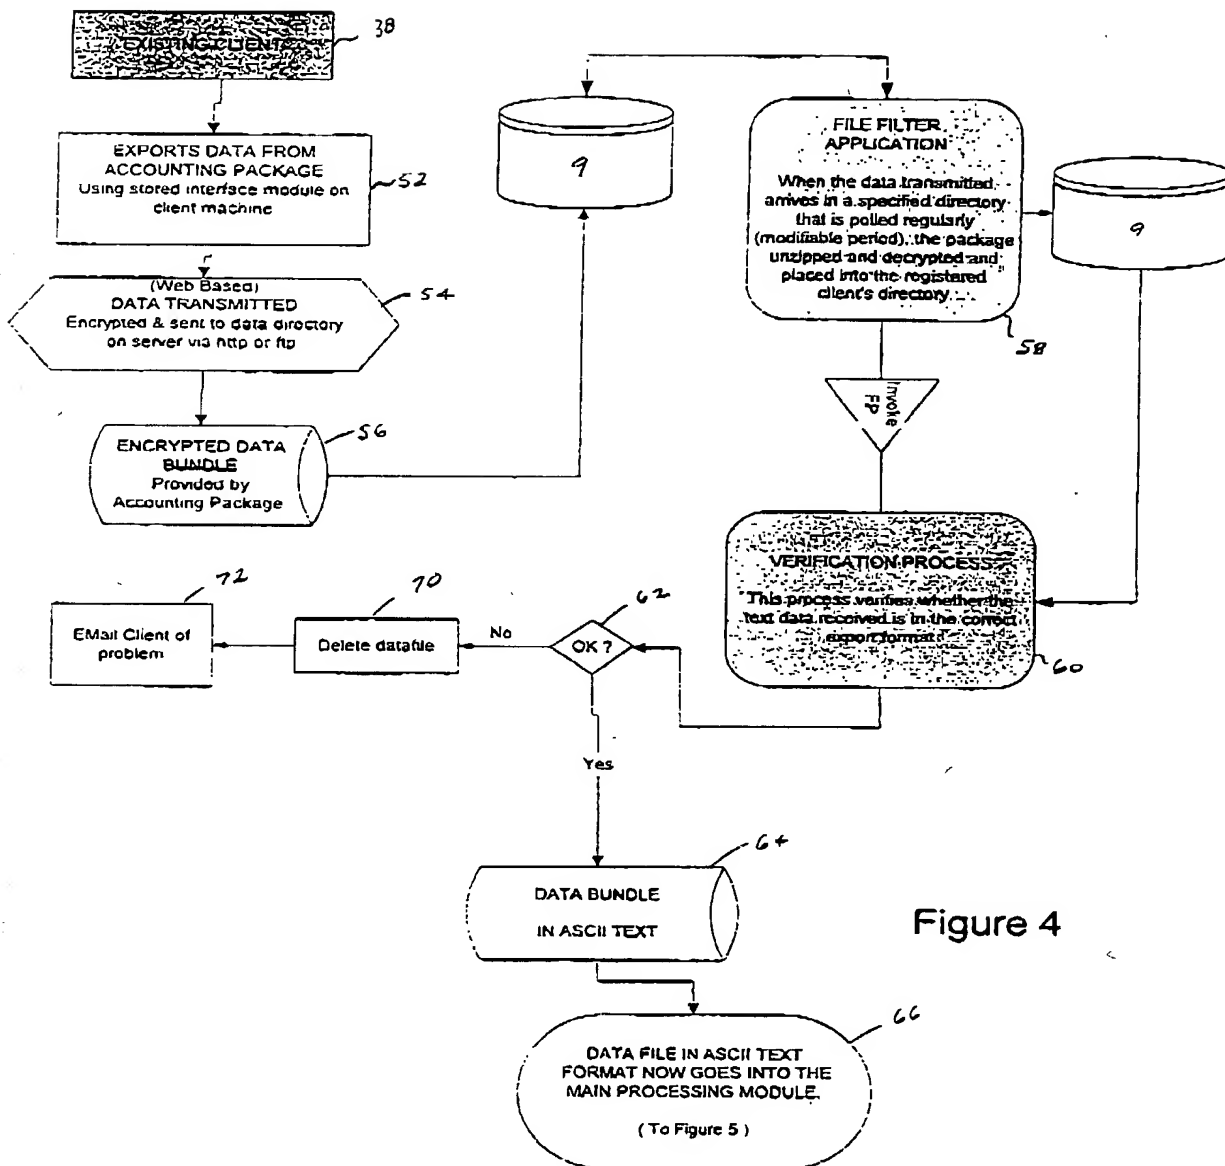 EXISTING CLIENT
38
EXPORTS DATA FROM
ACCOUNTING PACKAGE
Using stored interface module on
client machine
52
(Web Based)
DATA TRANSMITTED
Encrypted & sent to data directory
on server via http or ftp
54
ENCRYPTED DATA
BUNDLE
Provided by
Accounting Package
56
9
FILE FILTER
APPLICATION
When the data transmitted
arrives in a specified directory
that is polled regularly
(modifiable period), the package
unzipped and decrypted and
placed into the registered
client's directory
58
9
Invoke
FP
VERIFICATION PROCESS
This process verifies whether the
text data received is in the correct
export format
60
OK ?
62
No
Delete datafile
70
EMail Client of
problem
72
Yes
DATA BUNDLE
IN ASCII TEXT
64
Figure 4
DATA FILE IN ASCII TEXT
FORMAT NOW GOES INTO THE
MAIN PROCESSING MODULE.
( To Figure 5 )
66